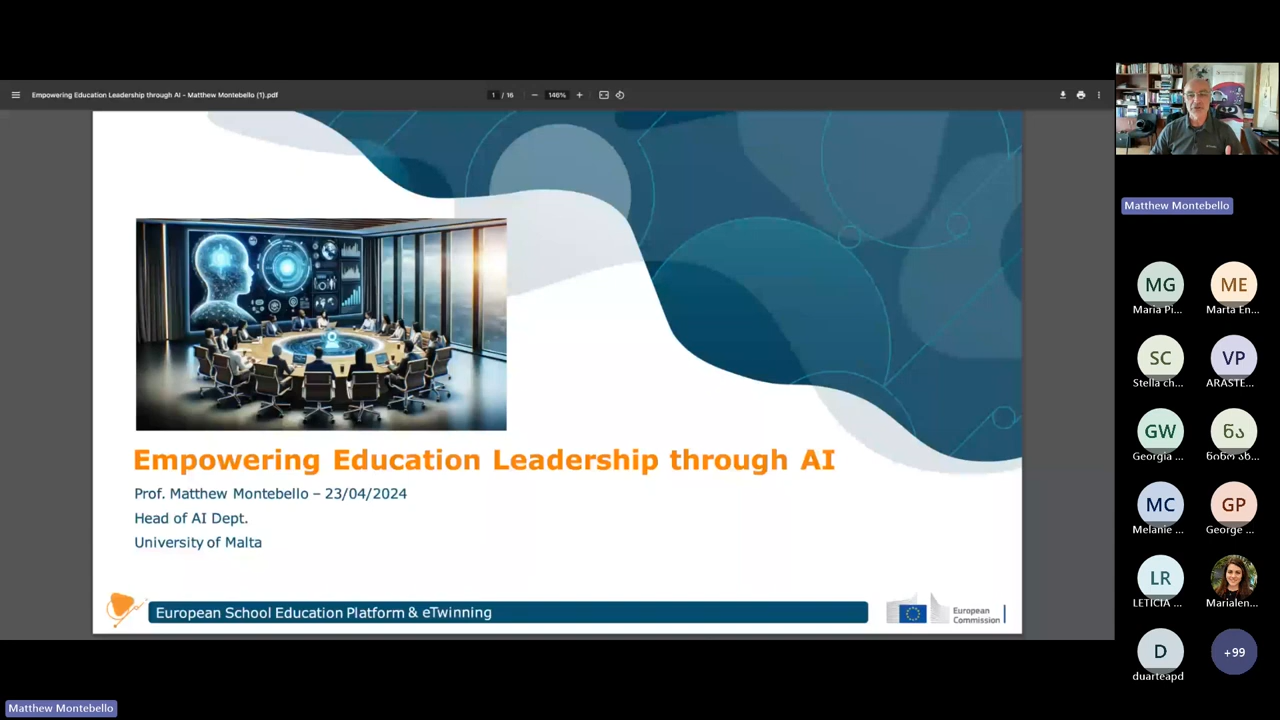 Empowering Education Leadership through AI - Matthew Montebello (1).pdf
1 / 16
146%
Empowering Education Leadership through AI
Prof. Matthew Montebello – 23/04/2024
Head of AI Dept.
University of Malta
European School Education Platform & eTwinning
European
Commission
Matthew Montebello
MG
Maria Pi...
ME
Marta En...
SC
Stella ch...
VP
ARASTE...
GW
Georgia ...
ნა
ნინო ახ...
MC
Melanie ...
GP
George ...
LR
LETICIA ...
Marialen...
D
duarteapd
+99
Matthew Montebello